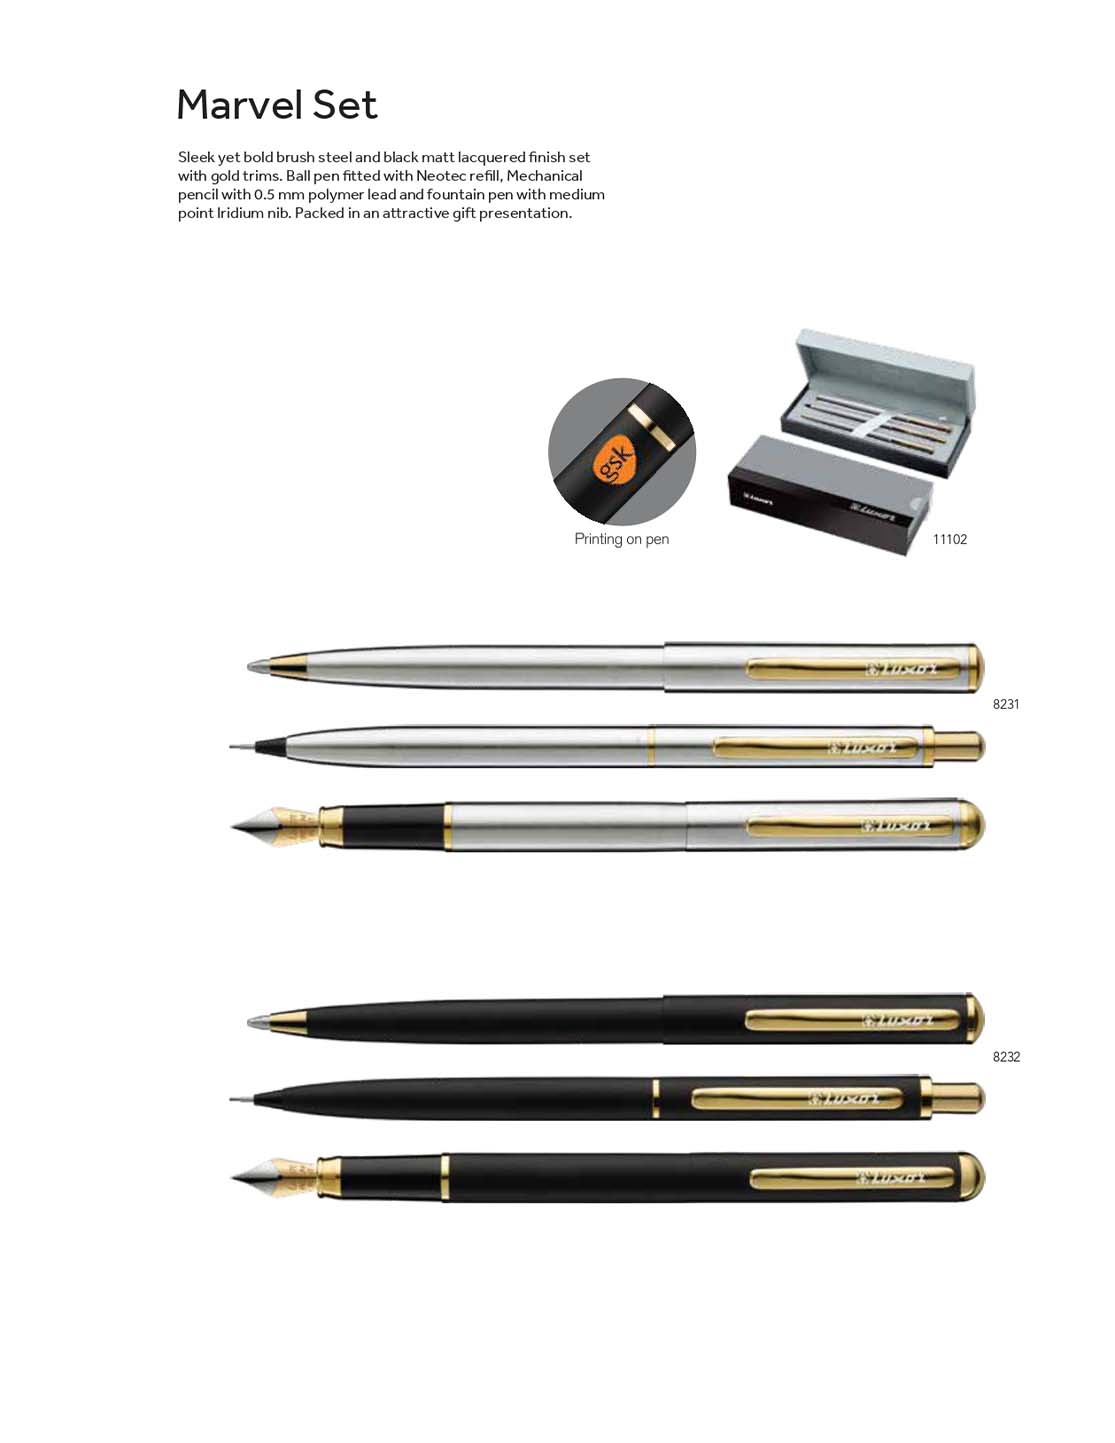 Marvel Set
Sleek yet bold brush steel and black matt lacquered finish set
with gold trims. Ball pen fitted with Neotec refill, Mechanical
pencil with 0.5 mm polymer lead and fountain pen with medium
point Iridium nib. Packed in an attractive gift presentation.
gsk
Printing on pen
Luxor
Luxor
11102
Luxor
8231
Luxor
Luxor
Luxor
8232
Luxor
Luxor